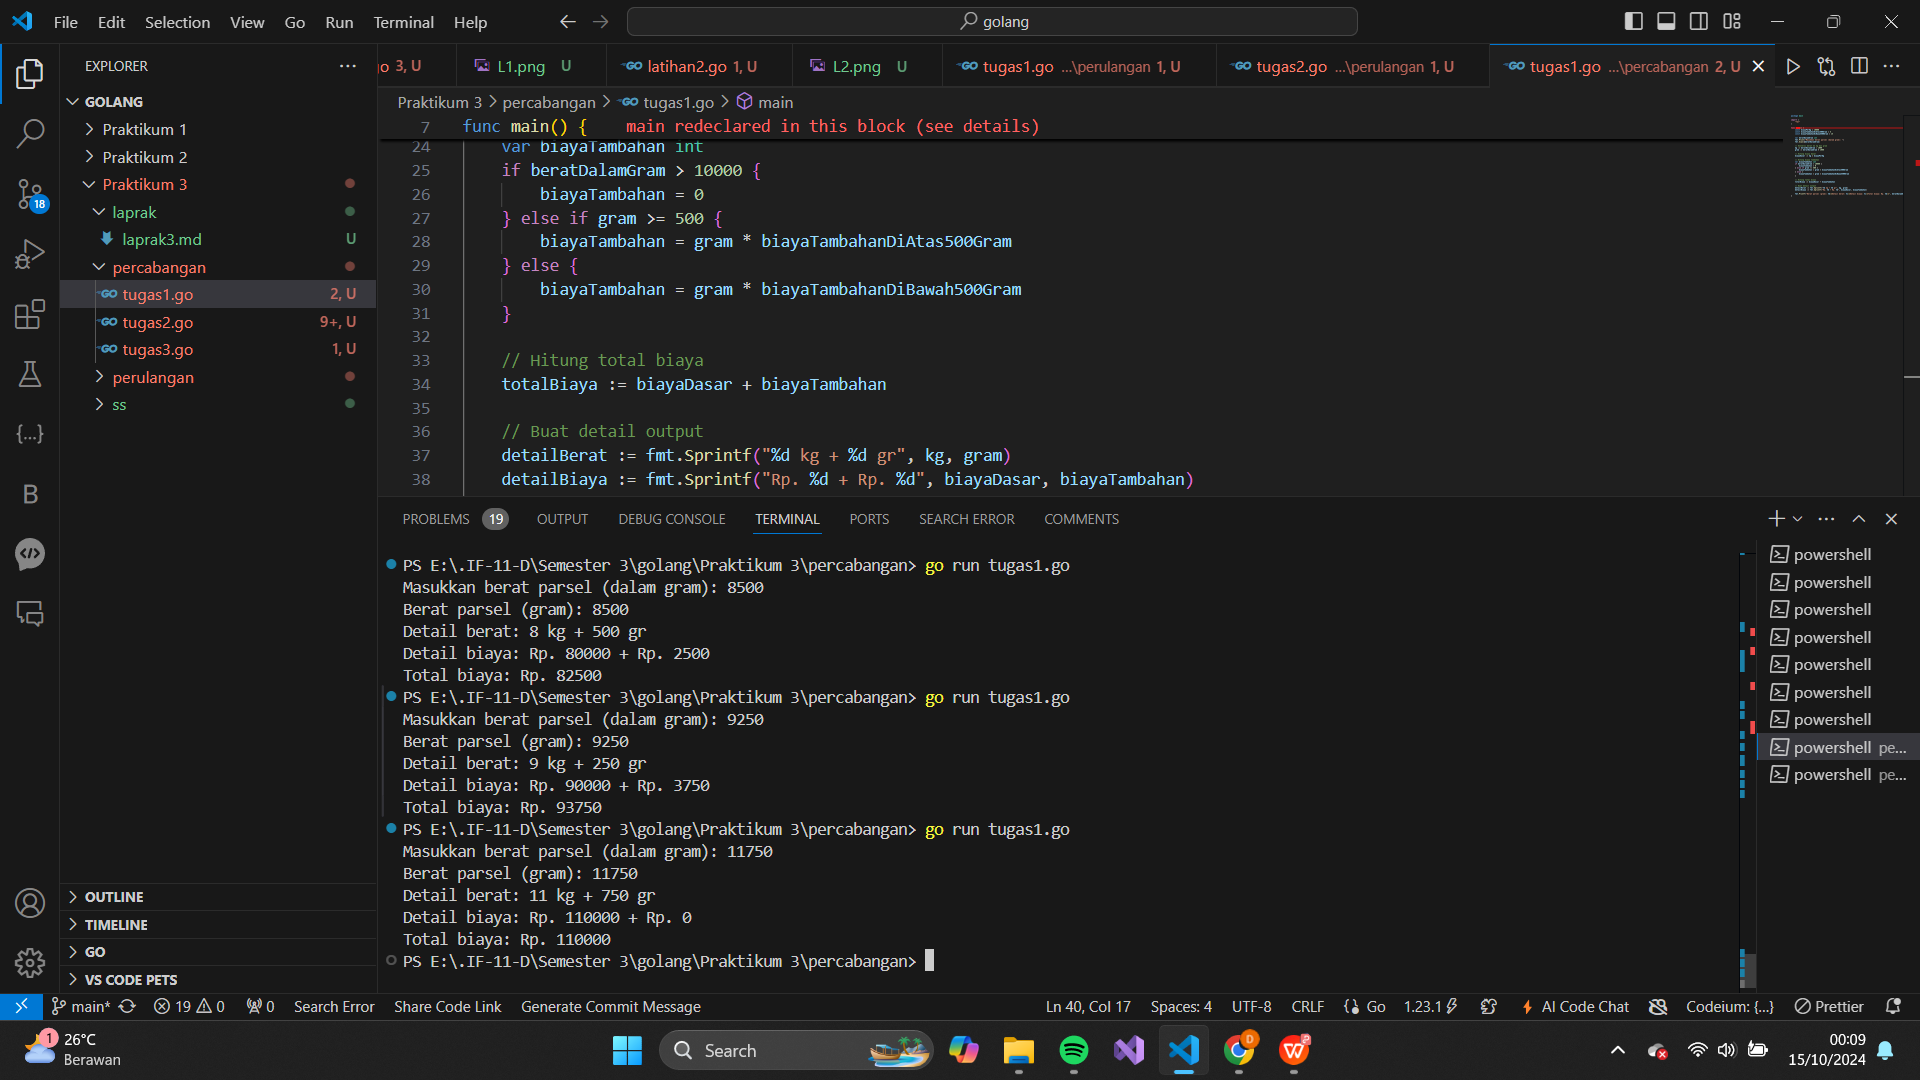 File Edit Selection View Go Run Terminal Help
golang
EXPLORER
go 3, U
L1.png U
latihan2.go 1, U
L2.png U
tugas1.go ...\perulangan 1, U
tugas2.go ...\perulangan 1, U
tugas1.go ...\percabangan 2, U
GOLANG
Praktikum 1
Praktikum 2
Praktikum 3
laprak
laprak3.md U
percabangan
tugas1.go 2, U
tugas2.go 9+, U
tugas3.go 1, U
perulangan
ss
18
B
OUTLINE
TIMELINE
GO
VS CODE PETS
Praktikum 3 > percabangan > tugas1.go > main
7 func main() { main redeclared in this block (see details)
24 var biayaTambahan int
25 if beratDalamGram > 10000 {
26 biayaTambahan = 0
27 } else if gram >= 500 {
28 biayaTambahan = gram * biayaTambahanDiAtas500Gram
29 } else {
30 biayaTambahan = gram * biayaTambahanDiBawah500Gram
31 }
32
33 // Hitung total biaya
34 totalBiaya := biayaDasar + biayaTambahan
35
36 // Buat detail output
37 detailBerat := fmt.Sprintf("%d kg + %d gr", kg, gram)
38 detailBiaya := fmt.Sprintf("Rp. %d + Rp. %d", biayaDasar, biayaTambahan)
PROBLEMS 19 OUTPUT DEBUG CONSOLE TERMINAL PORTS SEARCH ERROR COMMENTS
PS E:\.IF-11-D\Semester 3\golang\Praktikum 3\percabangan> go run tugas1.go
Masukkan berat parsel (dalam gram): 8500
Berat parsel (gram): 8500
Detail berat: 8 kg + 500 gr
Detail biaya: Rp. 80000 + Rp. 2500
Total biaya: Rp. 82500
PS E:\.IF-11-D\Semester 3\golang\Praktikum 3\percabangan> go run tugas1.go
Masukkan berat parsel (dalam gram): 9250
Berat parsel (gram): 9250
Detail berat: 9 kg + 250 gr
Detail biaya: Rp. 90000 + Rp. 3750
Total biaya: Rp. 93750
PS E:\.IF-11-D\Semester 3\golang\Praktikum 3\percabangan> go run tugas1.go
Masukkan berat parsel (dalam gram): 11750
Berat parsel (gram): 11750
Detail berat: 11 kg + 750 gr
Detail biaya: Rp. 110000 + Rp. 0
Total biaya: Rp. 110000
PS E:\.IF-11-D\Semester 3\golang\Praktikum 3\percabangan>
powershell
powershell
powershell
powershell
powershell
powershell
powershell
powershell pe...
powershell pe...
main* 19 0 0 Search Error Share Code Link Generate Commit Message Ln 40, Col 17 Spaces: 4 UTF-8 CRLF Go 1.23.1 AI Code Chat Codeium: {...} Prettier
1
26°C
Berawan
Search
D
00:09
15/10/2024